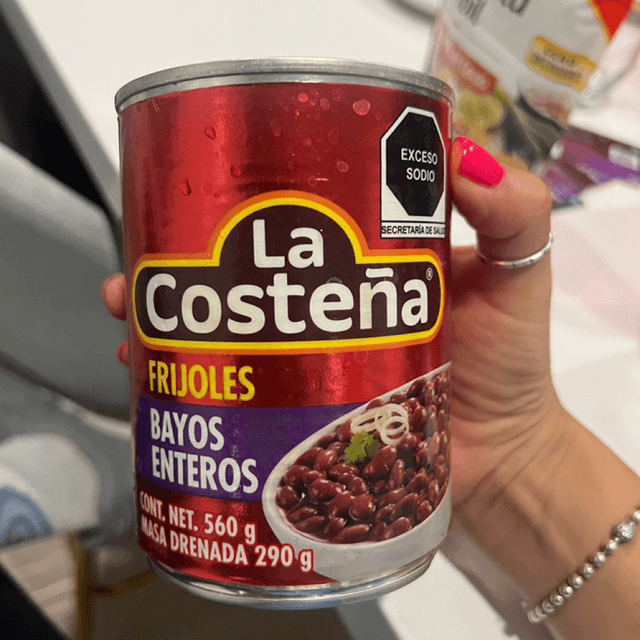 EXCESO
SODIO
SECRETARÍA DE SALUD
La
Costeña®
FRIJOLES
BAYOS
ENTEROS
CONT. NET. 560 g
MASA DRENADA 290 g